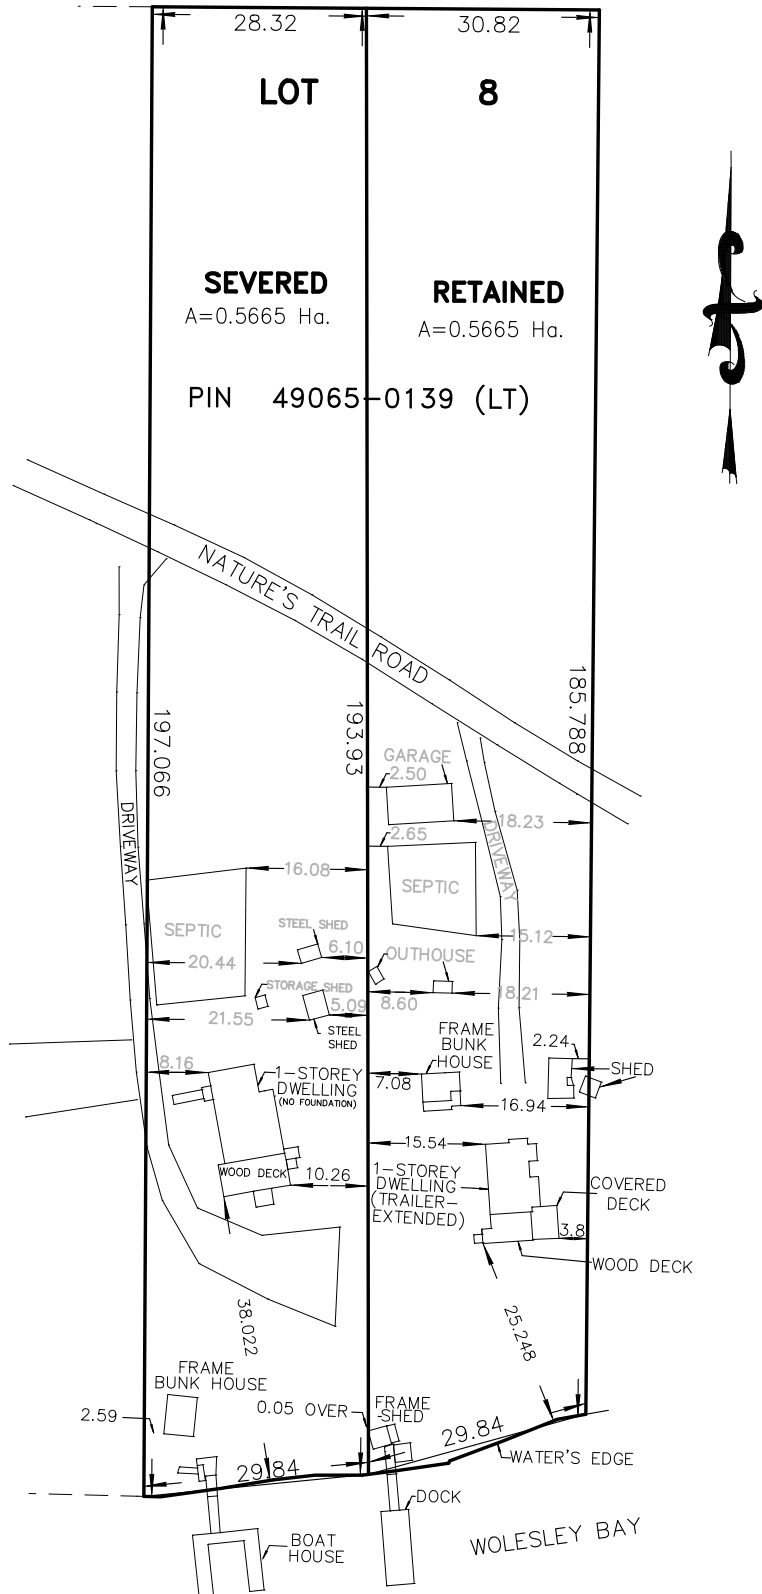 28.32
30.82
LOT
8
SEVERED
A=0.5665 Ha.
RETAINED
A=0.5665 Ha.
PIN 49065-0139 (LT)
NATURE'S TRAIL ROAD
197.066
193.93
185.788
GARAGE
2.50
18.23
DRIVEWAY
DRIVEWAY
2.65
16.08
SEPTIC
15.12
SEPTIC
STEEL SHED
6.10
20.44
OUTHOUSE
STORAGE SHED
5.09
8.60
18.21
21.55
STEEL
SHED
FRAME
BUNK
HOUSE
2.24
SHED
8.16
1-STOREY
DWELLING
(NO FOUNDATION)
7.08
16.94
15.54
WOOD DECK
10.26
1-STOREY
DWELLING
(TRAILER-
EXTENDED)
COVERED
DECK
3.8
WOOD DECK
38.022
25.248
FRAME
BUNK HOUSE
2.59
0.05 OVER
FRAME
SHED
29.84
29.84
WATER'S EDGE
DOCK
BOAT
HOUSE
WOLESLEY BAY